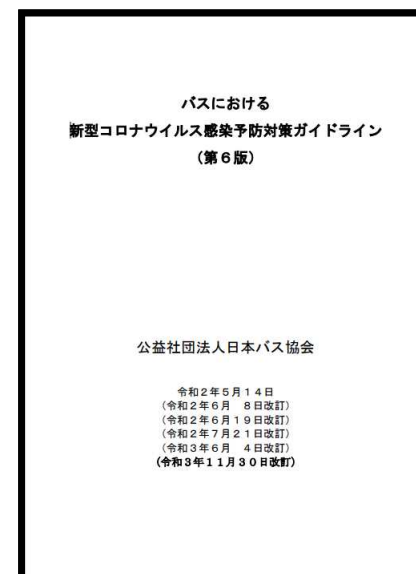 バスにおける
新型コロナウイルス感染予防対策ガイドライン
（第６版）
公益社団法人日本バス協会
令和２年５月１４日
（令和２年６月　８日改訂）
（令和２年６月１９日改訂）
（令和２年７月２１日改訂）
（令和３年６月　４日改訂）
（令和３年１１月３０日改訂）